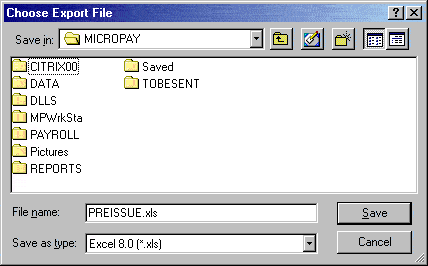 Choose Export File
Save in: MICROPAY
CITRIX00 Saved
DATA TOBESENT
DLLS
MPWrkSta
PAYROLL
Pictures
REPORTS
File name: PREISSUE.xls Save
Save as type: Excel 8.0 (*.xls) Cancel